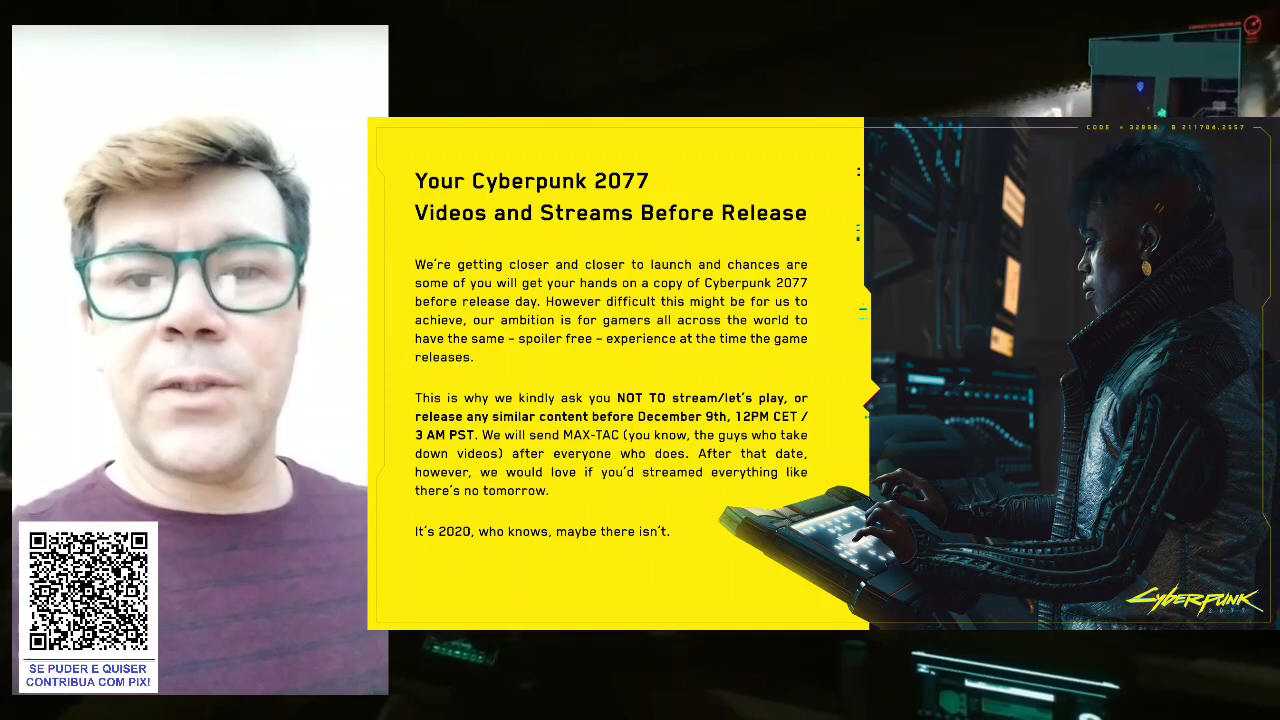 CODE
Your Cyberpunk 2077
Videos and Streams Before Release
We're getting closer and closer to launch and chances are
some of you will get your hands on a copy of Cyberpunk 2077
before release day. However difficult this might be for us to
achieve, our ambition is for gamers all across the world to
have the same – spoiler free – experience at the time the game
releases.
This is why we kindly ask you NOT TO stream/let's play, or
release any similar content before December 9th, 12PM CET /
3 AM PST. We will send MAX-TAC (you know, the guys who take
down videos) after everyone who does. After that date,
however, we would love if you'd streamed everything like
there's no tomorrow.
It's 2020, who knows, maybe there isn't.
Cyberpunk
2077
SE PUDER E QUISER
CONTRIBUA COM PIX!